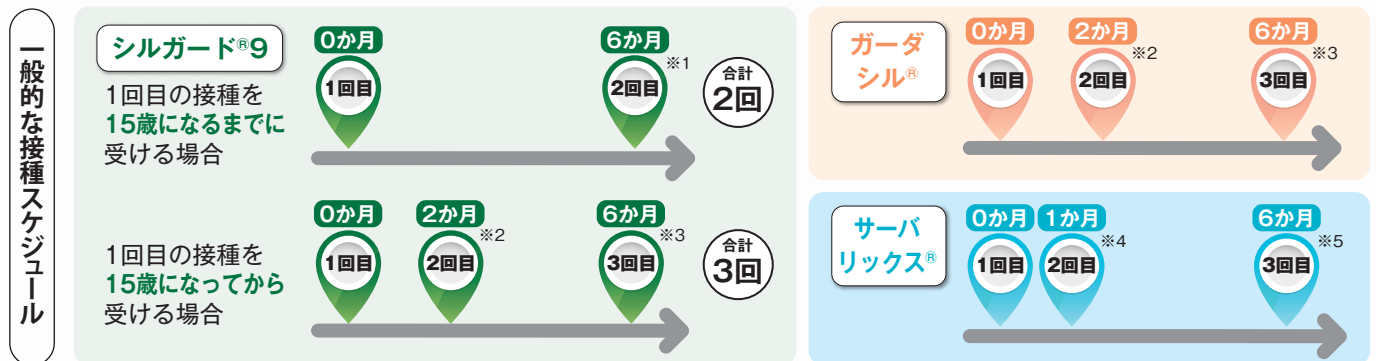 一般的な接種スケジュール
シルガード®9
1回目の接種を
15歳になるまでに
受ける場合
0か月
1回目
6か月
※1
2回目
合計
2回
1回目の接種を
15歳になってから
受ける場合
0か月
1回目
2か月
※2
2回目
6か月
※3
3回目
合計
3回
ガーダ
シル®
0か月
1回目
2か月
※2
2回目
6か月
※3
3回目
サーバ
リックス®
0か月
1回目
1か月
※4
2回目
6か月
※5
3回目